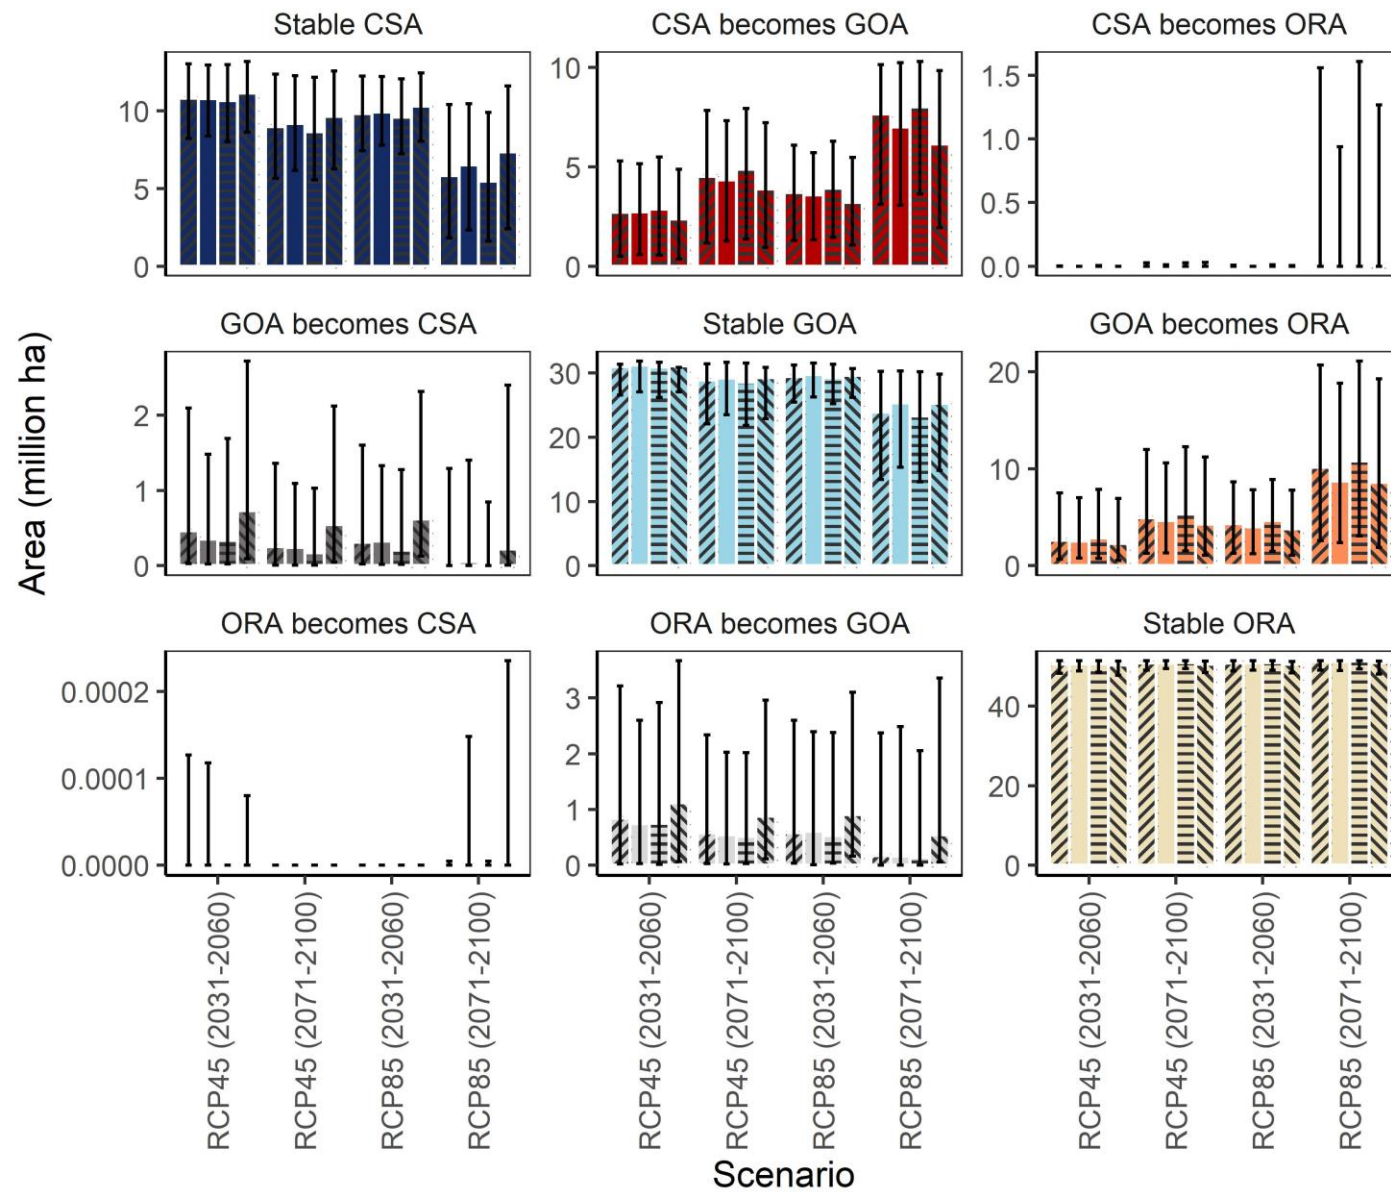 Stable CSA
CSA becomes GOA
CSA becomes ORA
10
5
0
10
5
0
1.5
1.0
0.5
0.0
GOA becomes CSA
Stable GOA
GOA becomes ORA
2
1
0
30
20
10
0
20
10
0
ORA becomes CSA
ORA becomes GOA
Stable ORA
0.0002
0.0001
0.0000
3
2
1
0
40
20
0
Area (million ha)
RCP45 (2031-2060)
RCP45 (2071-2100)
RCP85 (2031-2060)
RCP85 (2071-2100)
RCP45 (2031-2060)
RCP45 (2071-2100)
RCP85 (2031-2060)
RCP85 (2071-2100)
RCP45 (2031-2060)
RCP45 (2071-2100)
RCP85 (2031-2060)
RCP85 (2071-2100)
Scenario